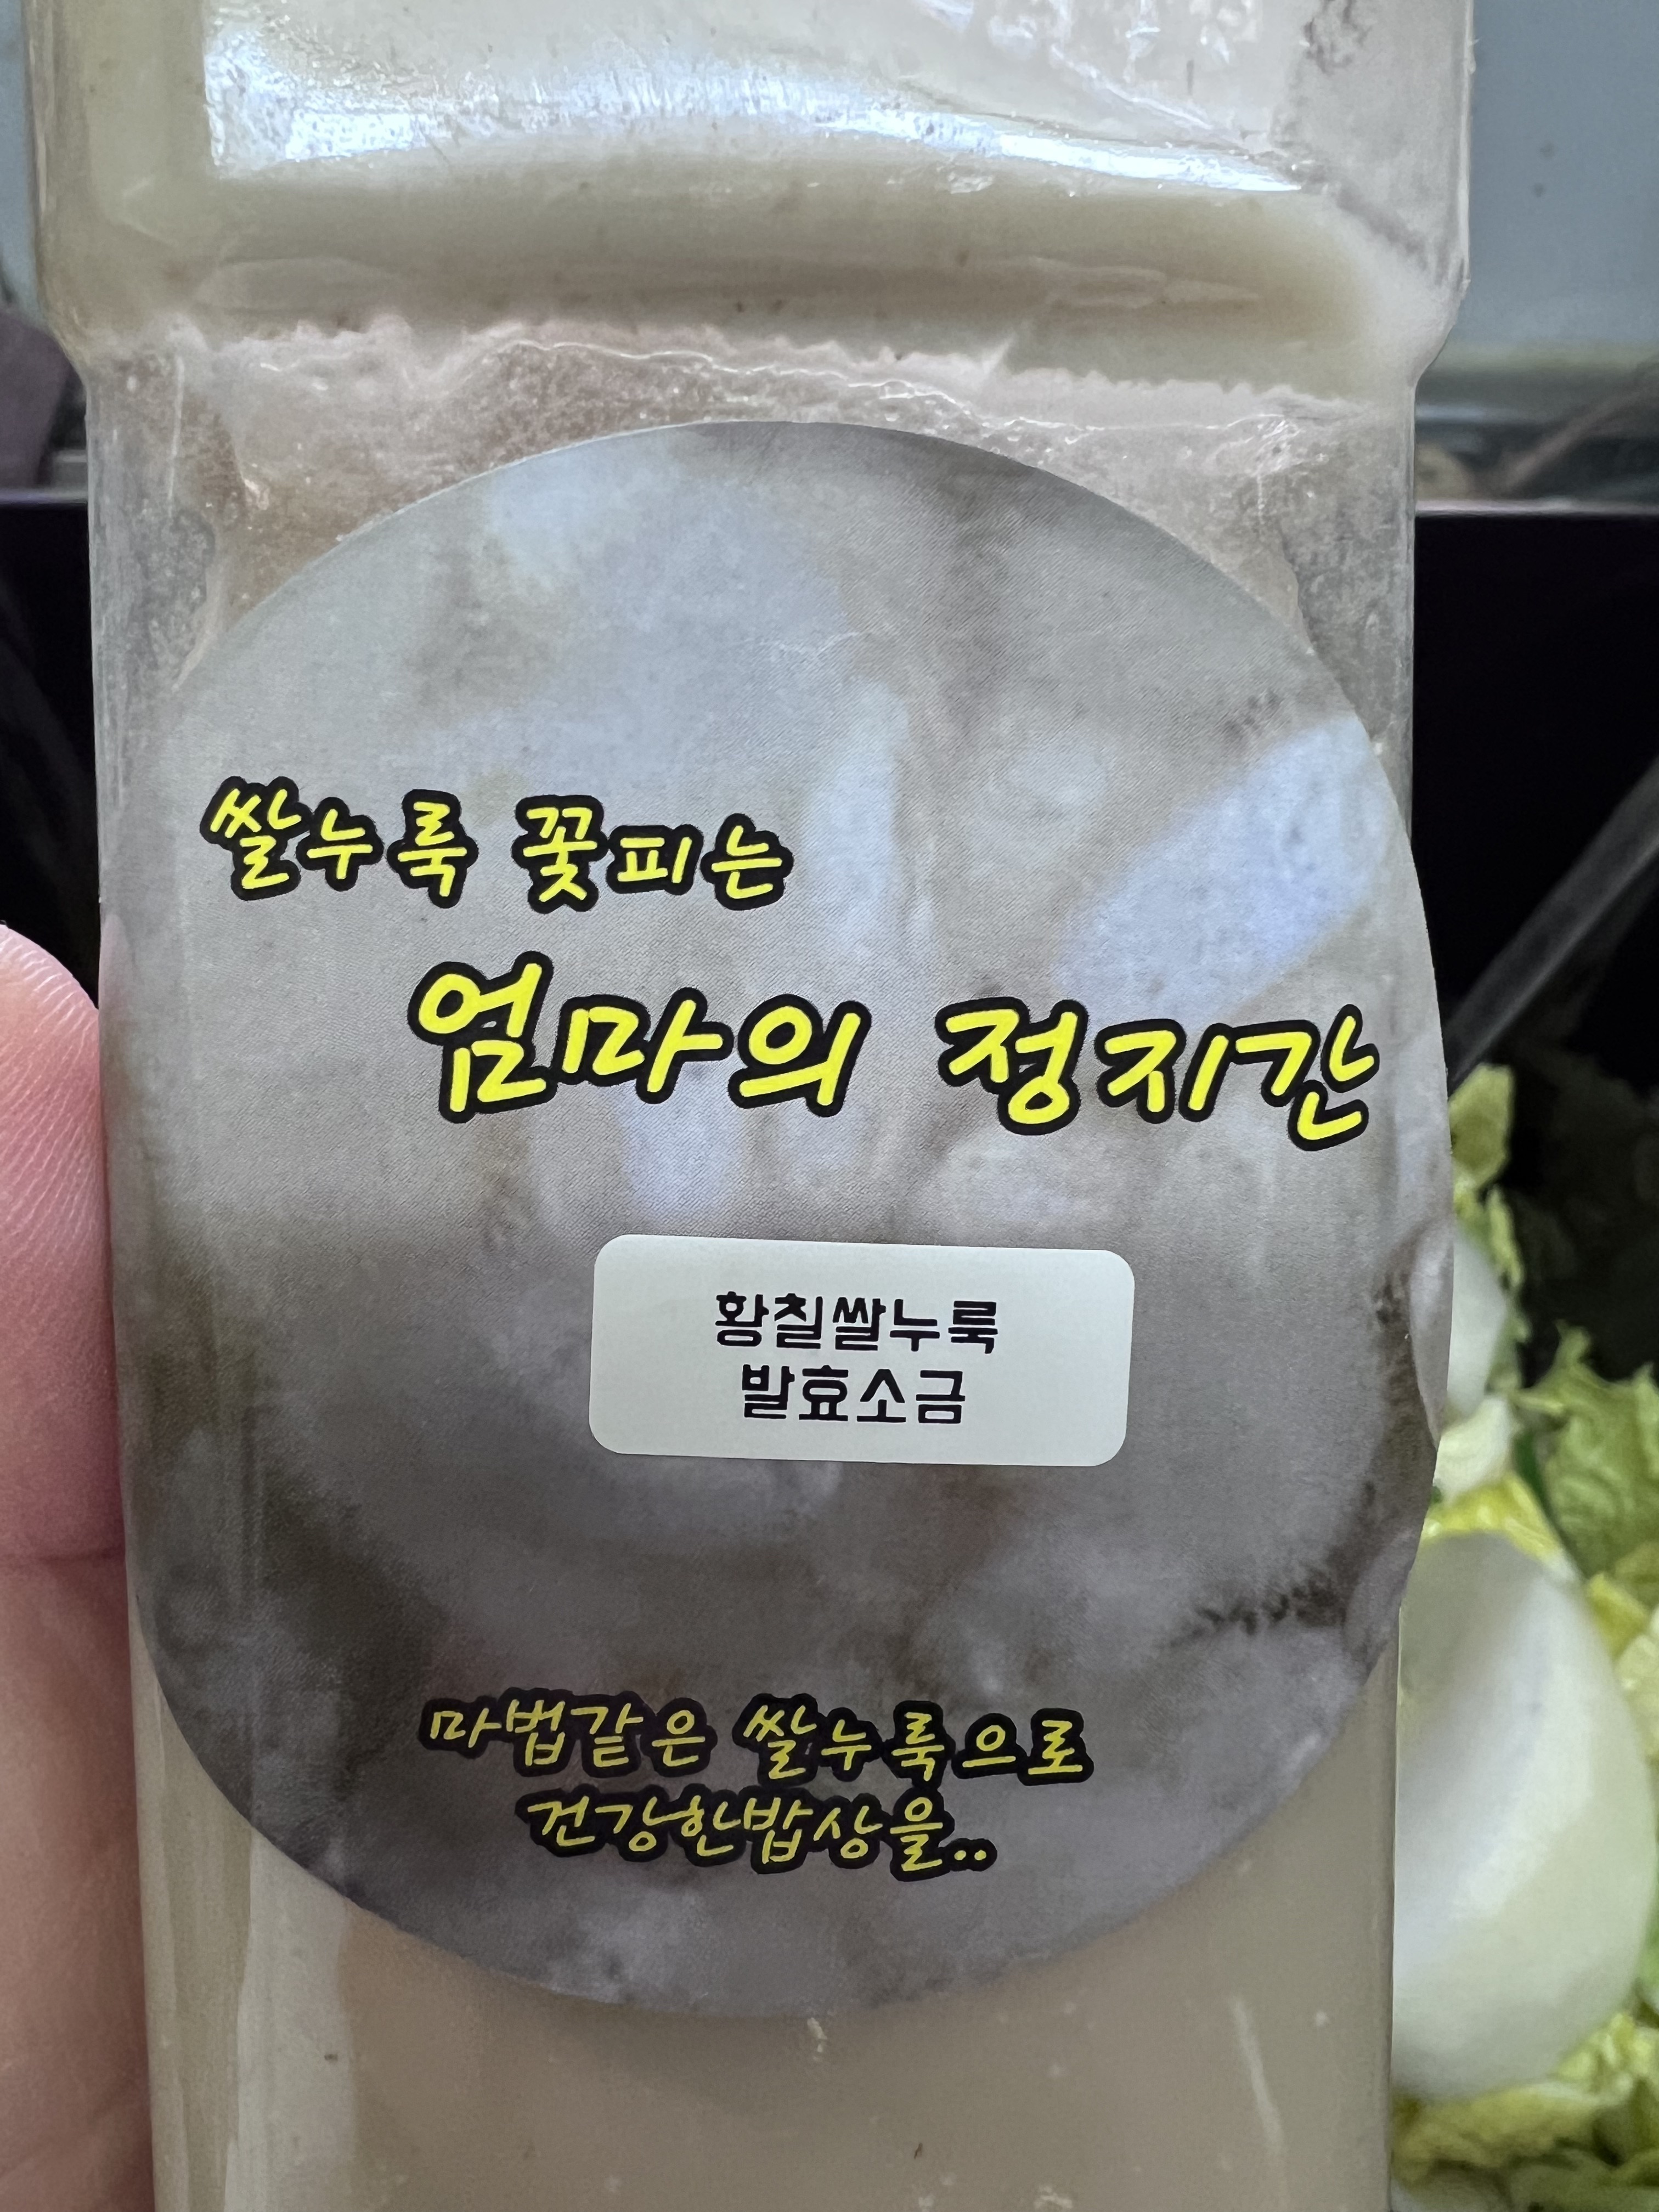 쌀누룩 꽃피는
엄마의 정지간
황칠쌀누룩
발효소금
마법같은 쌀누룩으로
건강한밥상을..